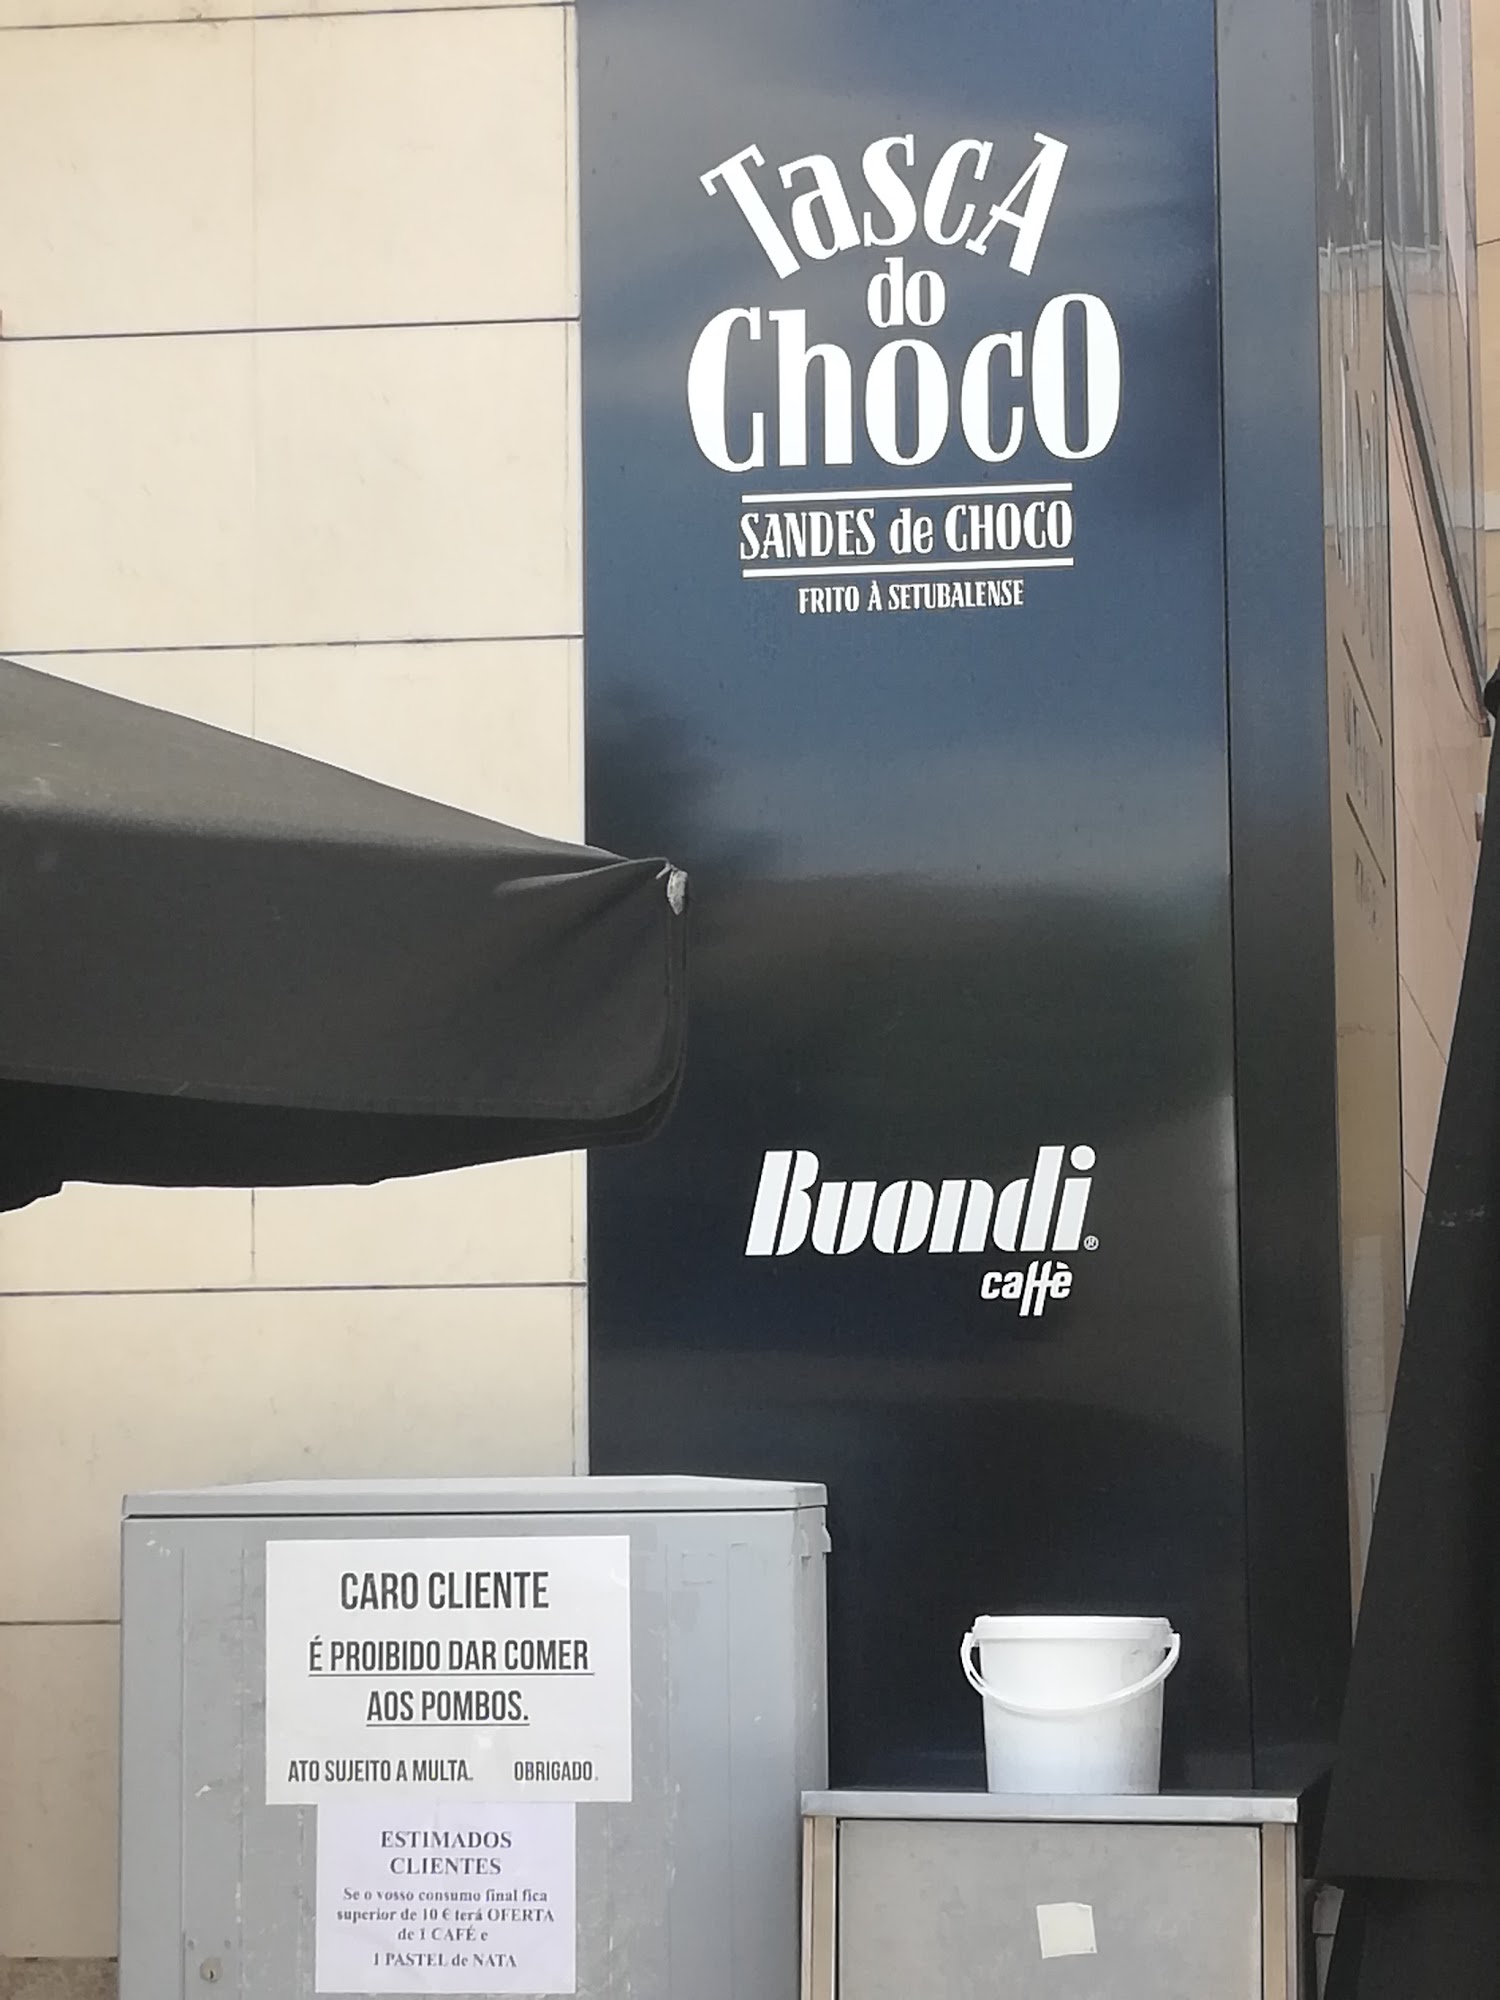 Tasca
do
Choco
SANDES de CHOCO
FRITO À SETUBALENSE
Buondi®
caffè
CARO CLIENTE
É PROIBIDO DAR COMER
AOS POMBOS.
ATO SUJEITO A MULTA. OBRIGADO.
ESTIMADOS
CLIENTES
Se o vosso consumo final fica
superior de 10 € terá OFERTA
de 1 CAFÉ e
1 PASTEL de NATA